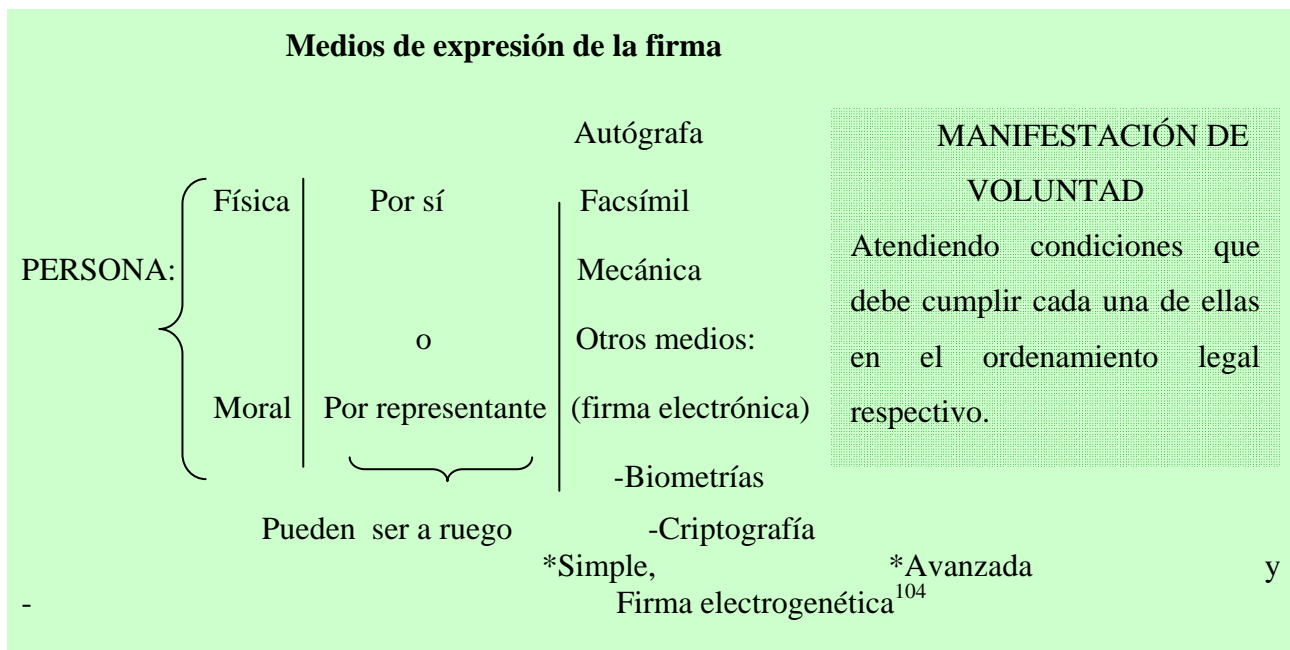 Medios de expresión de la firma
Autógrafa
Física Por sí Facsímil
PERSONA: Mecánica
o Otros medios:
Moral Por representante (firma electrónica)
-Biometrías
Pueden ser a ruego -Criptografía
*Simple, *Avanzada y
- Firma electrogenética104
MANIFESTACIÓN DE
VOLUNTAD
Atendiendo condiciones que
debe cumplir cada una de ellas
en el ordenamiento legal
respectivo.